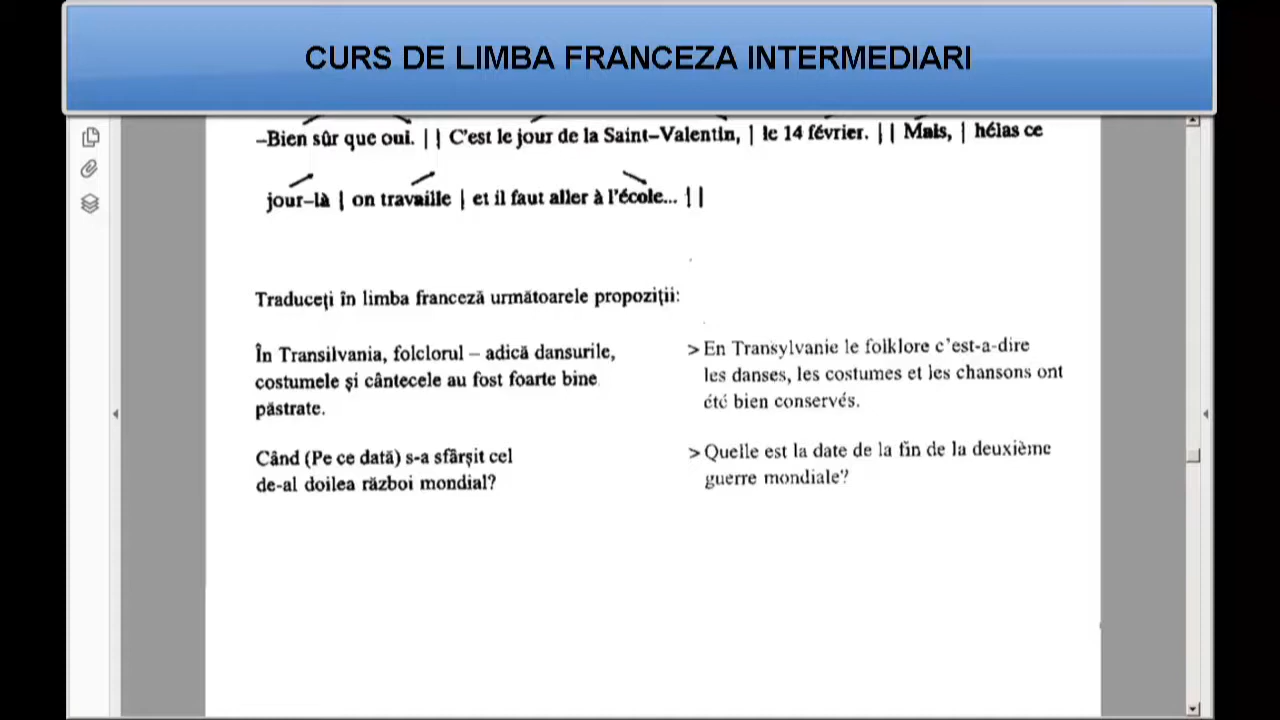 CURS DE LIMBA FRANCEZA INTERMEDIARI
–Bien sûr que oui. || C'est le jour de la Saint–Valentin, | le 14 février. || Mais, | hélas ce
jour–là | on travaille | et il faut aller à l'école... ||
Traduceți în limba franceză următoarele propoziții:
În Transilvania, folclorul – adică dansurile,
costumele și cântecele au fost foarte bine
păstrate.
> En Transylvanie le folklore c'est-a-dire
les danses, les costumes et les chansons ont
été bien conservés.
Când (Pe ce dată) s-a sfârșit cel
de-al doilea război mondial?
> Quelle est la date de la fin de la deuxième
guerre mondiale?